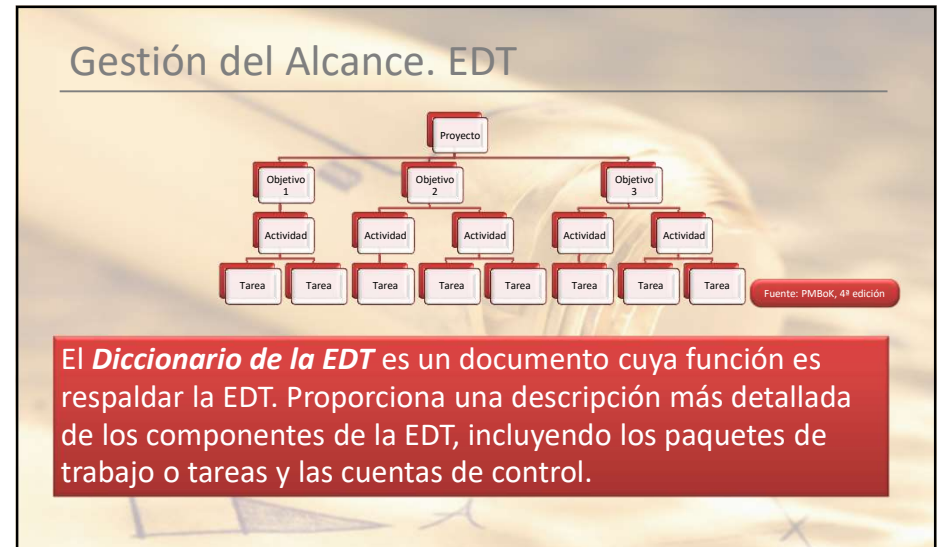 Gestión del Alcance. EDT
Proyecto
Objetivo
1
Objetivo
2
Objetivo
3
Actividad
Actividad
Actividad
Actividad
Actividad
Tarea
Tarea
Tarea
Tarea
Tarea
Tarea
Tarea
Tarea
Fuente: PMBoK, 4ª edición
El Diccionario de la EDT es un documento cuya función es
respaldar la EDT. Proporciona una descripción más detallada
de los componentes de la EDT, incluyendo los paquetes de
trabajo o tareas y las cuentas de control.